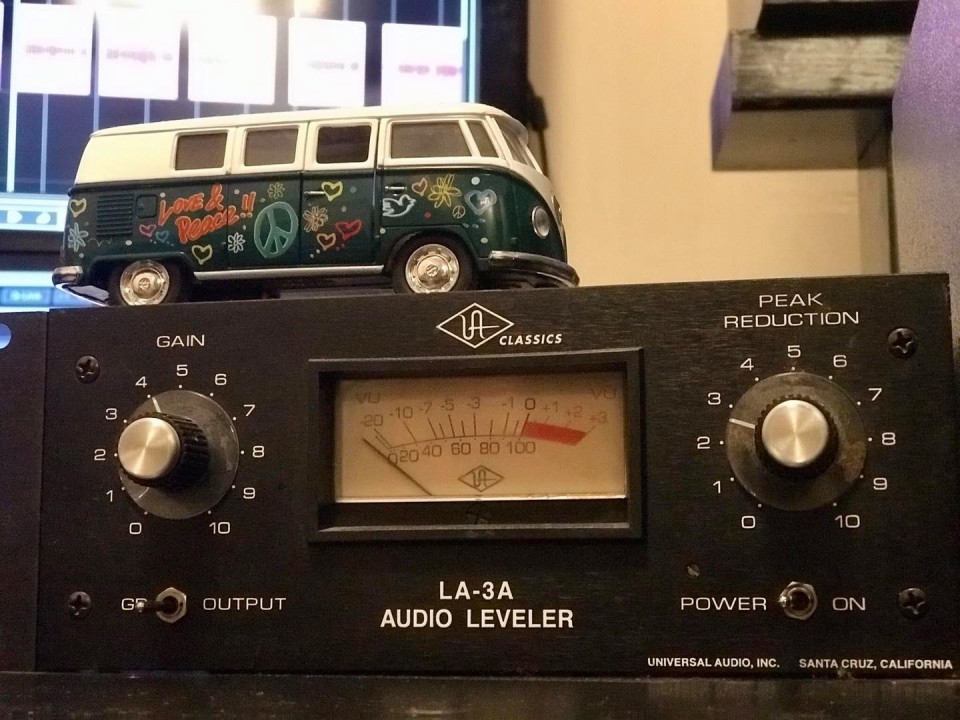 Love &
Peace!!
UA CLASSICS
GAIN
0 1 2 3 4 5 6 7 8 9 10
VU VU
-20 -10 -7 -5 -3 -1 0 +1 +2 +3
0 20 40 60 80 100
UA
PEAK
REDUCTION
0 1 2 3 4 5 6 7 8 9 10
GR OUTPUT
LA-3A
AUDIO LEVELER
POWER ON
UNIVERSAL AUDIO, INC. SANTA CRUZ, CALIFORNIA